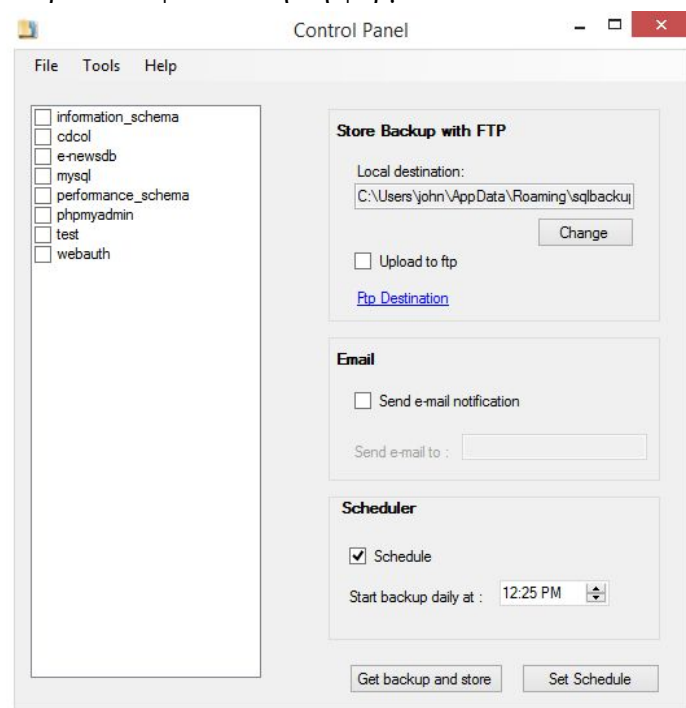 Control Panel
File Tools Help
information_schema
cdcol
e-newsdb
mysql
performance_schema
phpmyadmin
test
webauth
Store Backup with FTP
Local destination:
C:\Users\john\AppData\Roaming\sqlbackup
Change
Upload to ftp
Ftp Destination
Email
Send e-mail notification
Send e-mail to :
Scheduler
Schedule
Start backup daily at : 12:25 PM
Get backup and store Set Schedule